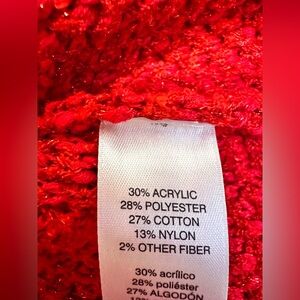 30% ACRYLIC
28% POLYESTER
27% COTTON
13% NYLON
2% OTHER FIBER
30% acrílico
28% poliéster
27% ALGODÓN